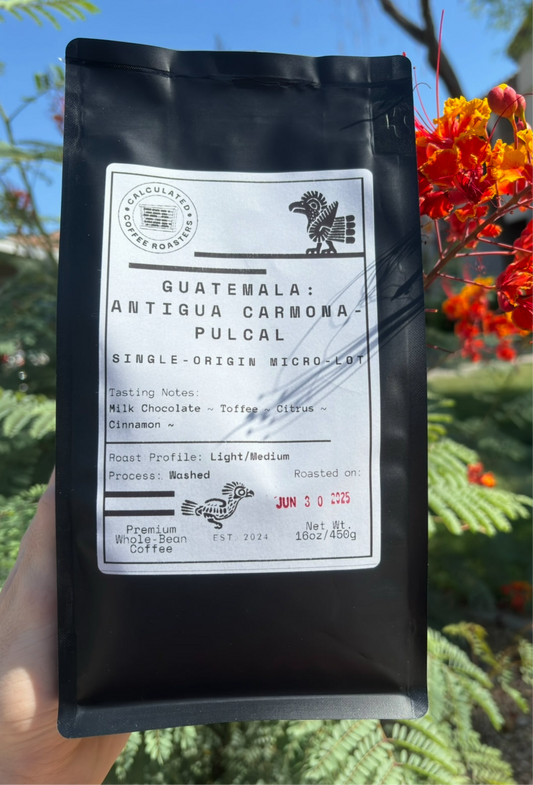 CALCULATED
COFFEE ROASTERS
GUATEMALA:
ANTIGUA CARMONA-
PULCAL
SINGLE-ORIGIN MICRO-LOT
Tasting Notes:
Milk Chocolate ~ Toffee ~ Citrus ~
Cinnamon ~
Roast Profile: Light/Medium
Process: Washed
Roasted on:
JUN 30 2025
Premium
Whole-Bean
Coffee
EST. 2024
Net Wt.
16oz/450g